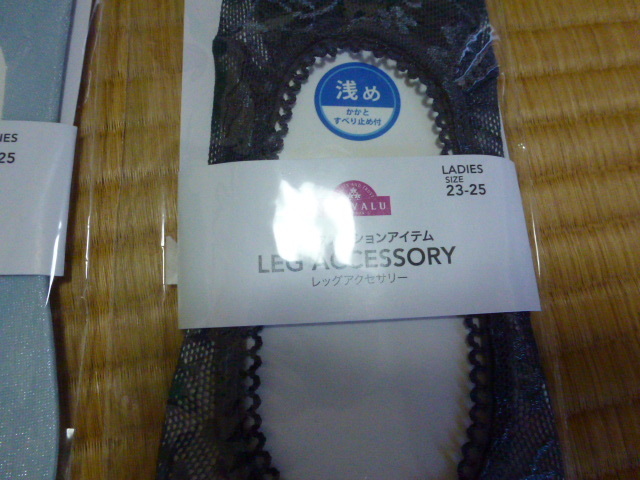 浅め
かかと
すべり止め付
LADIES
SIZE
23-25
VALU
ションアイテム
LEG ACCESSORY
レッグアクセサリー
IES
25